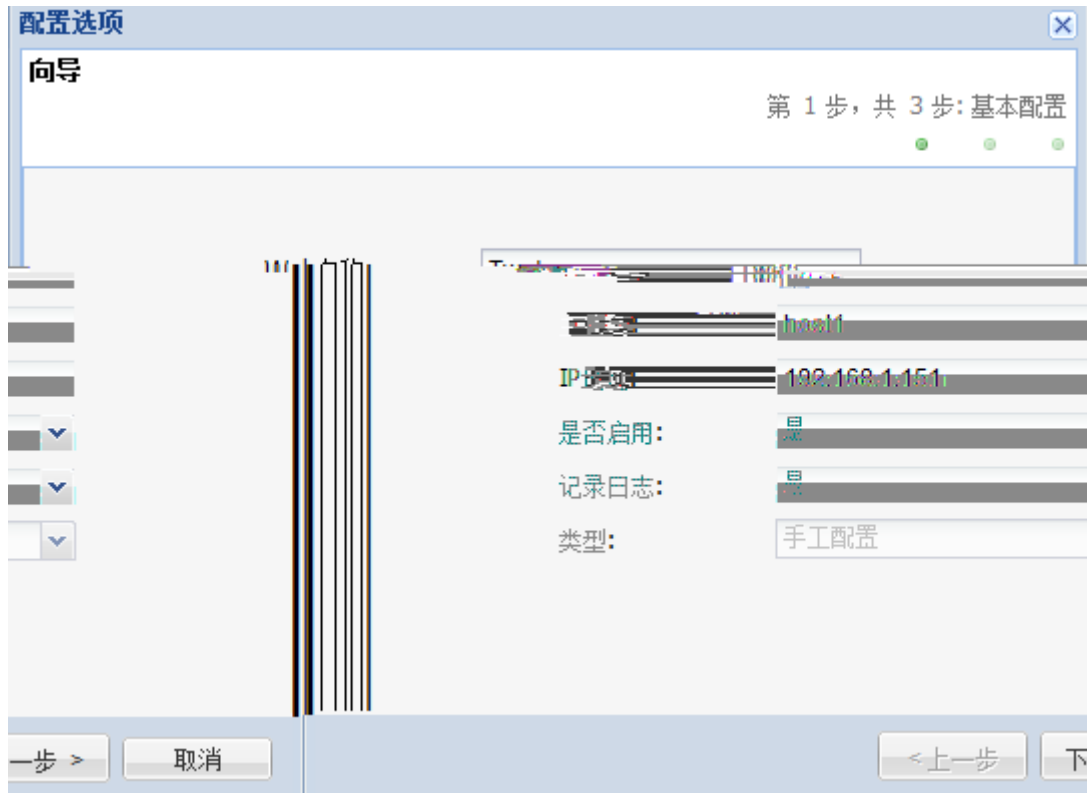 配置选项
向导
第 1 步，共 3 步: 基本配置
host1
192.168.1.151
是否启用: 是
记录日志: 是
类型: 手工配置
一步 > 取消 <上一步 下